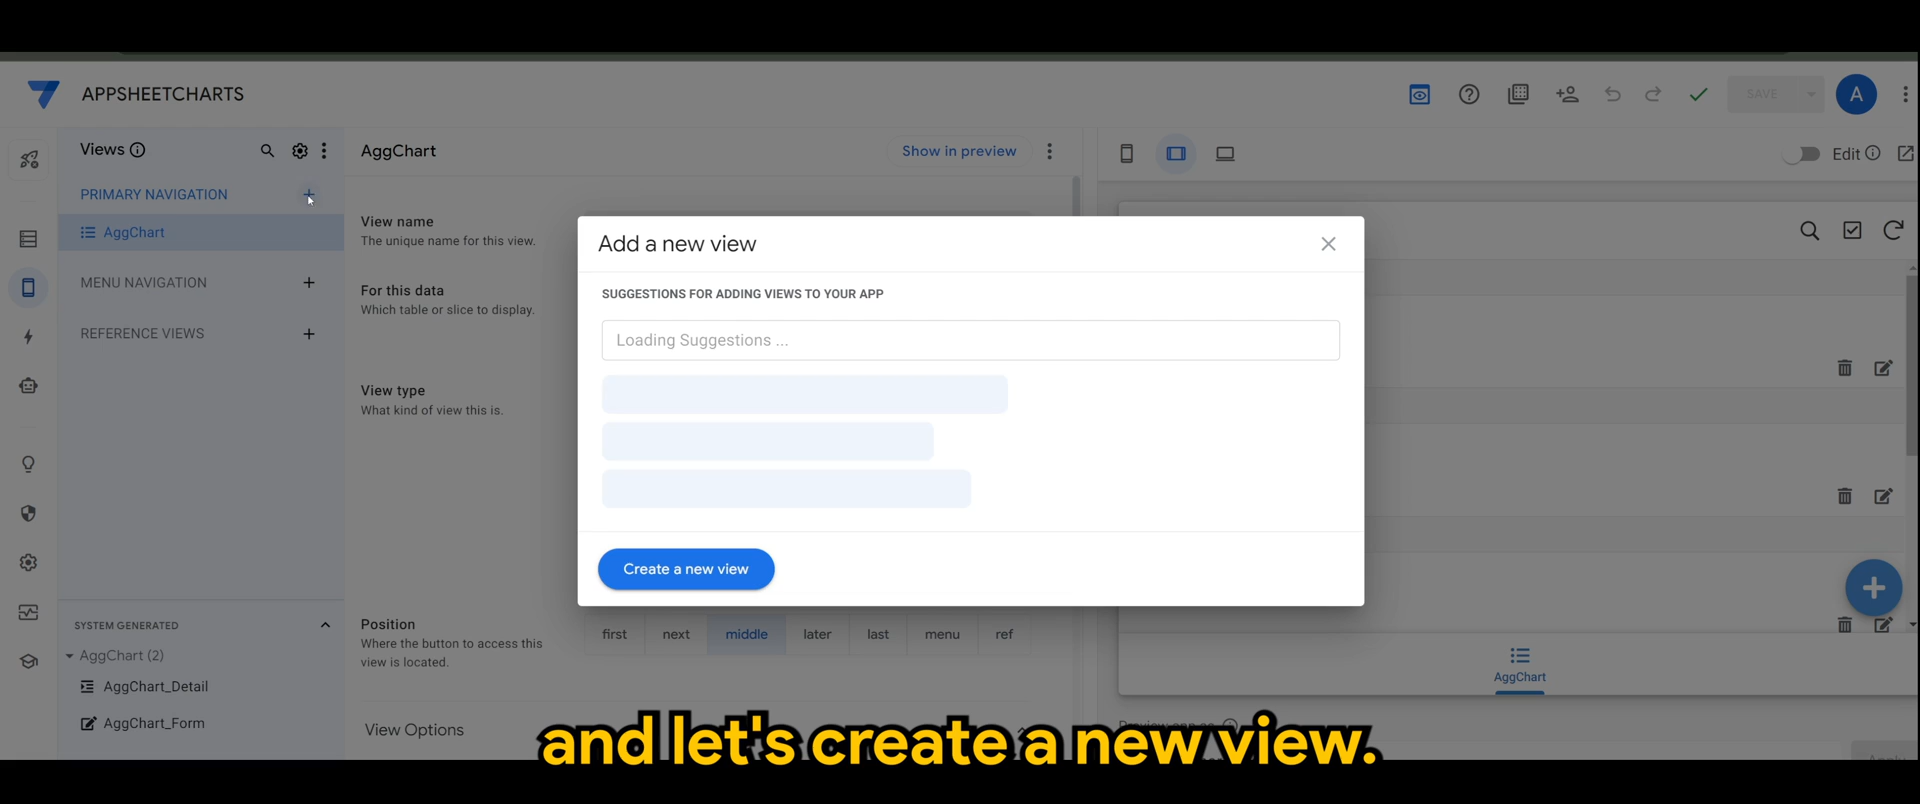 APPSHEETCHARTS
SAVE
A
Views
PRIMARY NAVIGATION
AggChart
MENU NAVIGATION
REFERENCE VIEWS
SYSTEM GENERATED
AggChart (2)
AggChart_Detail
AggChart_Form
AggChart
Show in preview
View name
The unique name for this view.
For this data
Which table or slice to display.
View type
What kind of view this is.
Position
Where the button to access this
view is located.
first next middle later last menu ref
View Options
Add a new view
SUGGESTIONS FOR ADDING VIEWS TO YOUR APP
Loading Suggestions ...
Create a new view
Edit
AggChart
and let's create a new view.